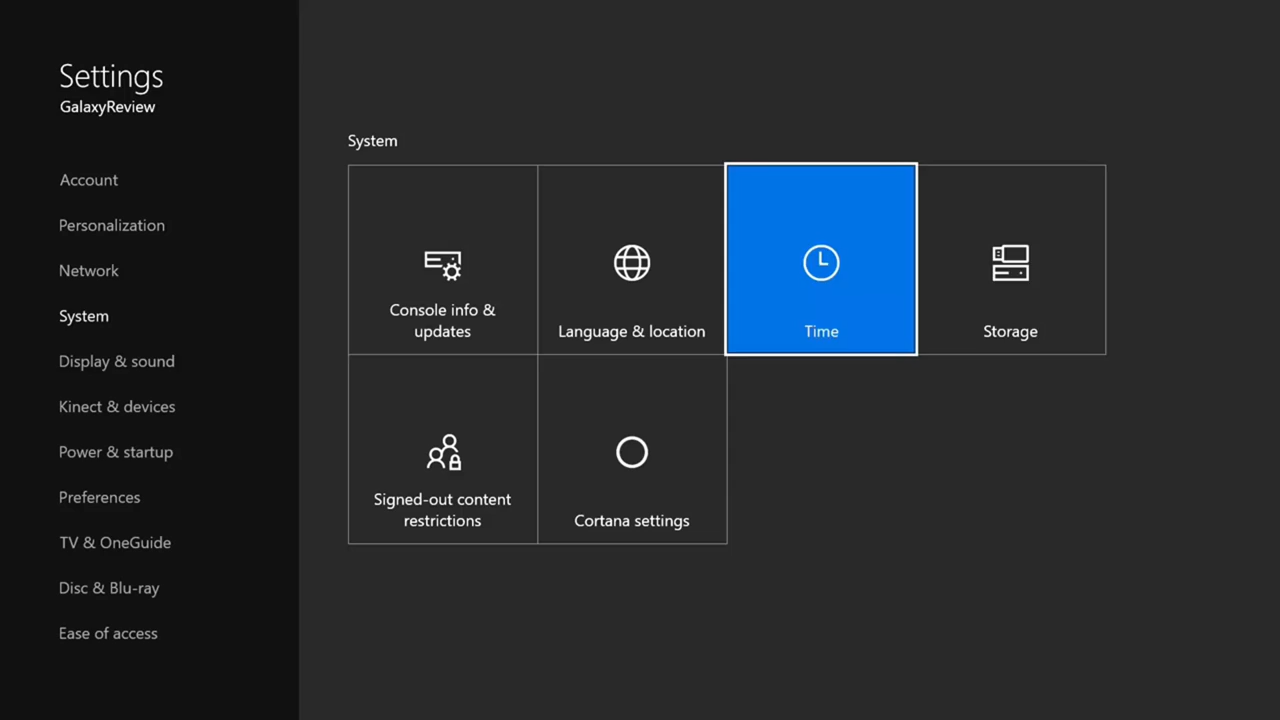 Settings
GalaxyReview
Account
Personalization
Network
System
Display & sound
Kinect & devices
Power & startup
Preferences
TV & OneGuide
Disc & Blu-ray
Ease of access
System
Console info &
updates
Language & location
Time
Storage
Signed-out content
restrictions
Cortana settings